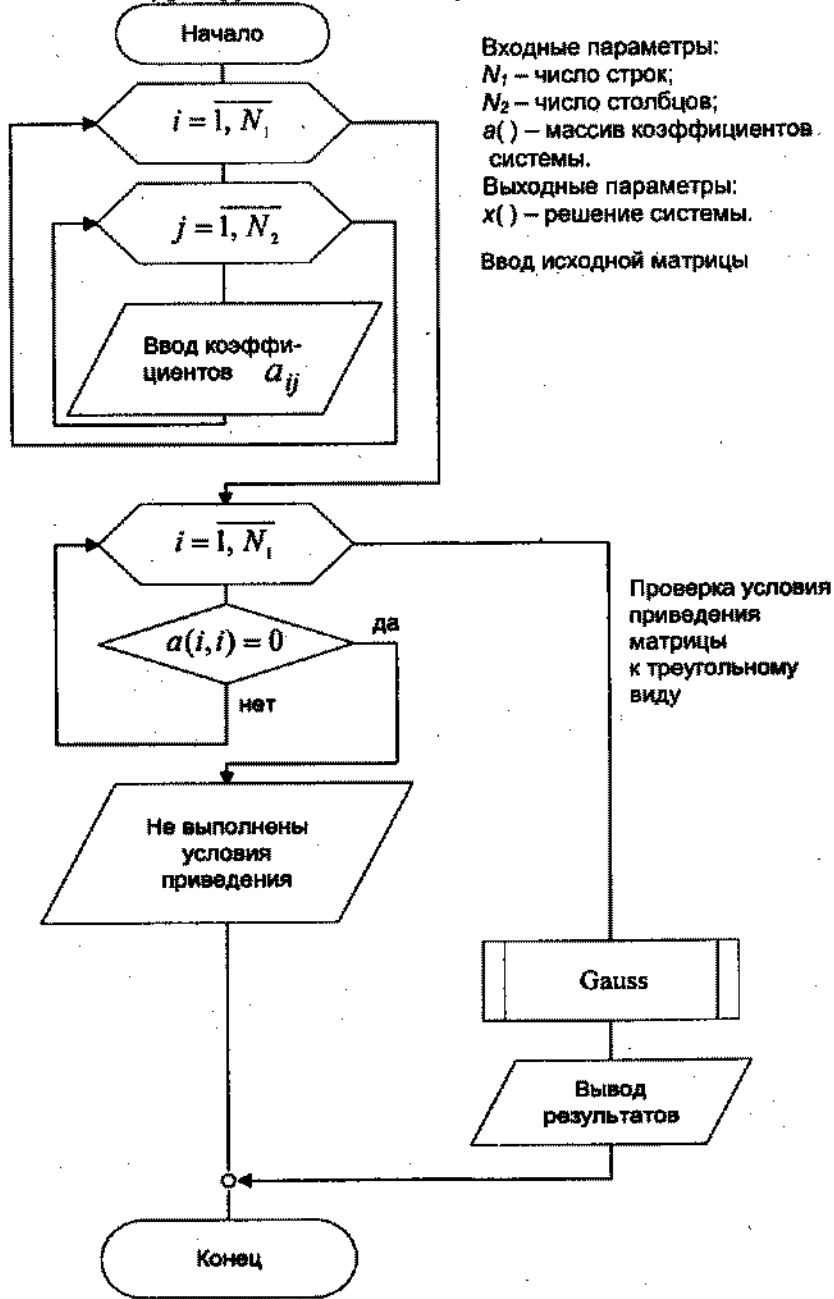 Начало
i = 1, N₁
j = 1, N₂
Ввод коэффи-
циентов a_ij
Входные параметры:
N₁ – число строк;
N₂ – число столбцов;
a( ) – массив коэффициентов
системы.
Выходные параметры:
x( ) – решение системы.
Ввод исходной матрицы
i = 1, N₁
a(i,i) = 0
да
нет
Проверка условия
приведения
матрицы
к треугольному
виду
Не выполнены
условия
приведения
Gauss
Вывод
результатов
Конец